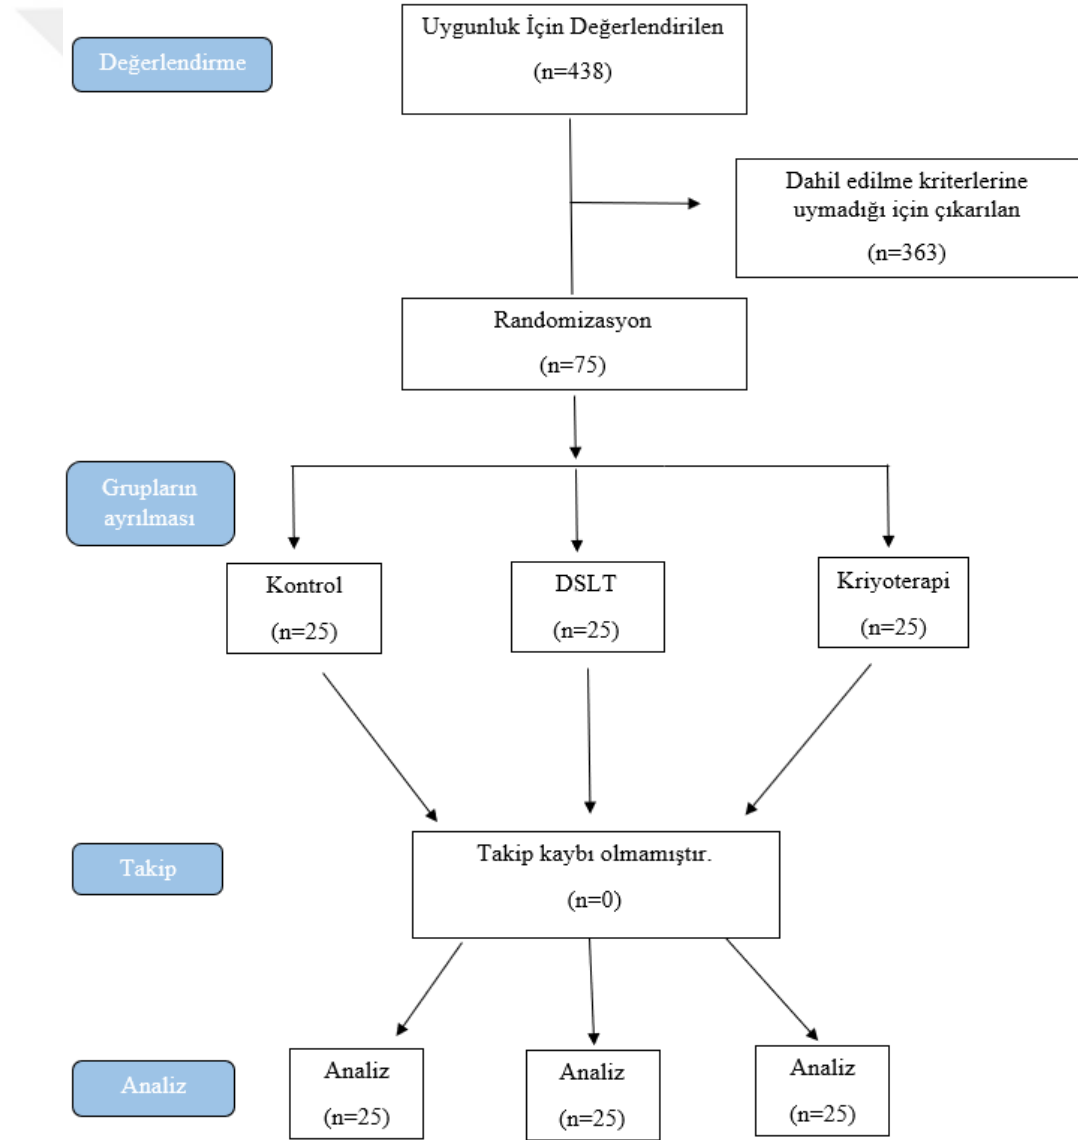 Değerlendirme
Uygunluk İçin Değerlendirilen
(n=438)
Dahil edilme kriterlerine
uymadığı için çıkarılan
(n=363)
Randomizasyon
(n=75)
Grupların
ayrılması
Kontrol
(n=25)
DSLT
(n=25)
Kriyoterapi
(n=25)
Takip
Takip kaybı olmamıştır.
(n=0)
Analiz
Analiz
(n=25)
Analiz
(n=25)
Analiz
(n=25)